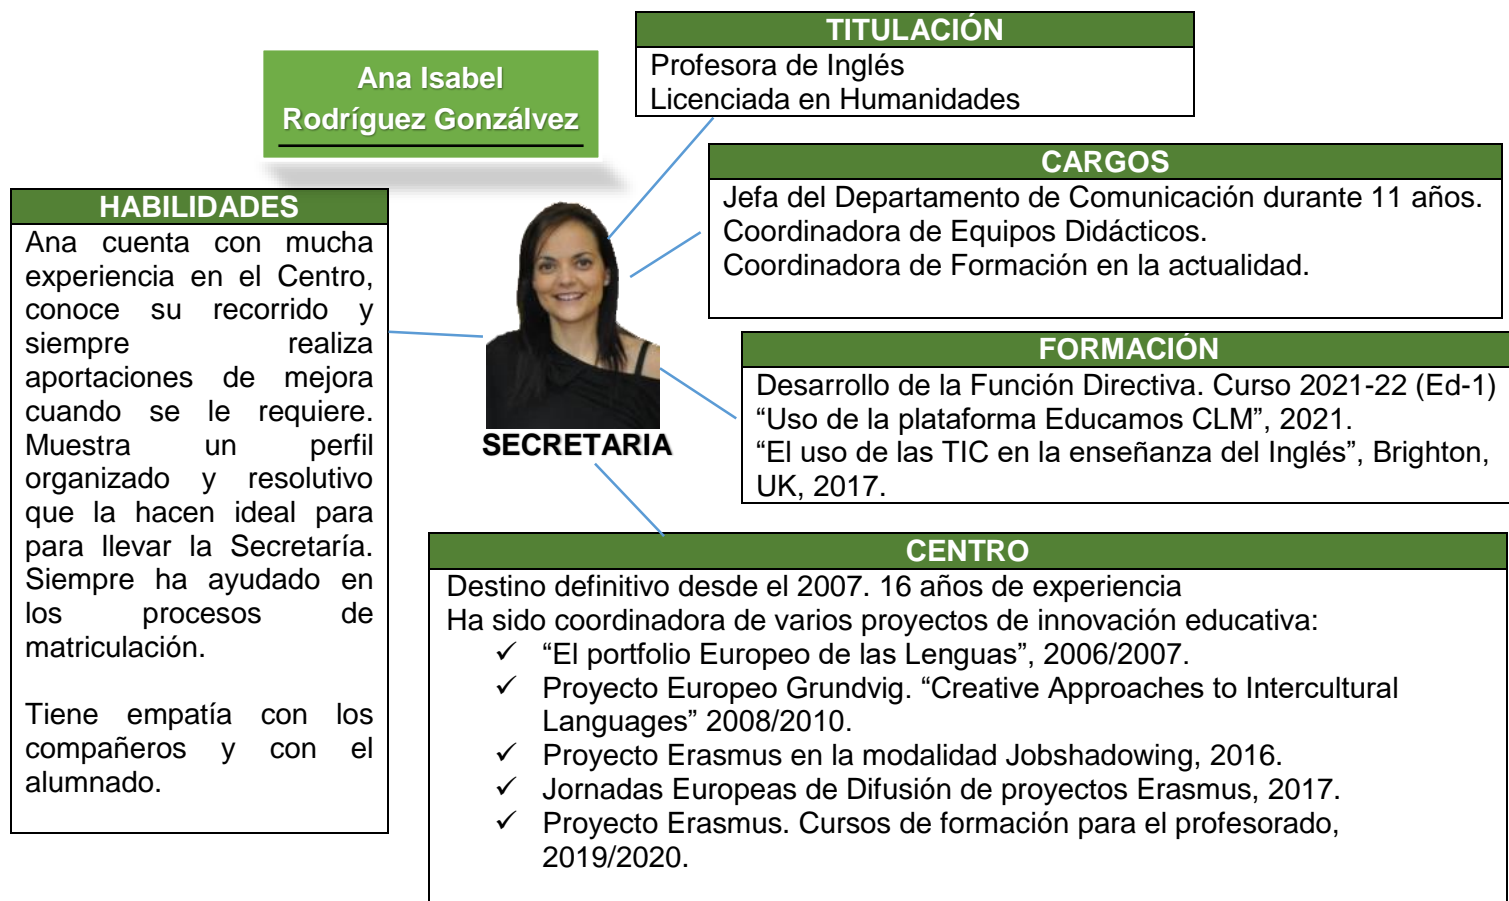 Ana Isabel
Rodríguez Gonzálvez
TITULACIÓN
Profesora de Inglés
Licenciada en Humanidades
CARGOS
Jefa del Departamento de Comunicación durante 11 años.
Coordinadora de Equipos Didácticos.
Coordinadora de Formación en la actualidad.
HABILIDADES
Ana cuenta con mucha
experiencia en el Centro,
conoce su recorrido y
siempre realiza
aportaciones de mejora
cuando se le requiere.
Muestra un perfil
organizado y resolutivo
que la hacen ideal para
para llevar la Secretaría.
Siempre ha ayudado en
los procesos de
matriculación.
Tiene empatía con los
compañeros y con el
alumnado.
SECRETARIA
FORMACIÓN
Desarrollo de la Función Directiva. Curso 2021-22 (Ed-1)
“Uso de la plataforma Educamos CLM”, 2021.
“El uso de las TIC en la enseñanza del Inglés”, Brighton,
UK, 2017.
CENTRO
Destino definitivo desde el 2007. 16 años de experiencia
Ha sido coordinadora de varios proyectos de innovación educativa:
✓ “El portfolio Europeo de las Lenguas”, 2006/2007.
✓ Proyecto Europeo Grundvig. “Creative Approaches to Intercultural
Languages” 2008/2010.
✓ Proyecto Erasmus en la modalidad Jobshadowing, 2016.
✓ Jornadas Europeas de Difusión de proyectos Erasmus, 2017.
✓ Proyecto Erasmus. Cursos de formación para el profesorado,
2019/2020.